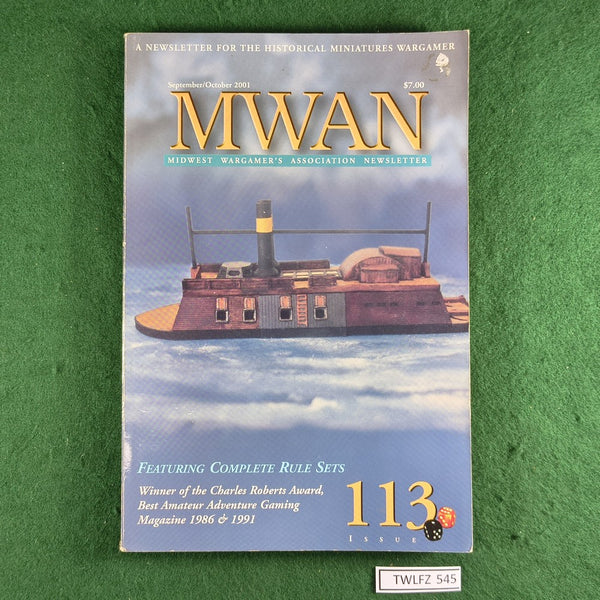 A NEWSLETTER FOR THE HISTORICAL MINIATURES WARGAMER
September/October 2001
$7.00
MWAN
MIDWEST WARGAMER'S ASSOCIATION NEWSLETTER
FEATURING COMPLETE RULE SETS
Winner of the Charles Roberts Award,
Best Amateur Adventure Gaming
Magazine 1986 & 1991
113
ISSUE
TWLFZ 545